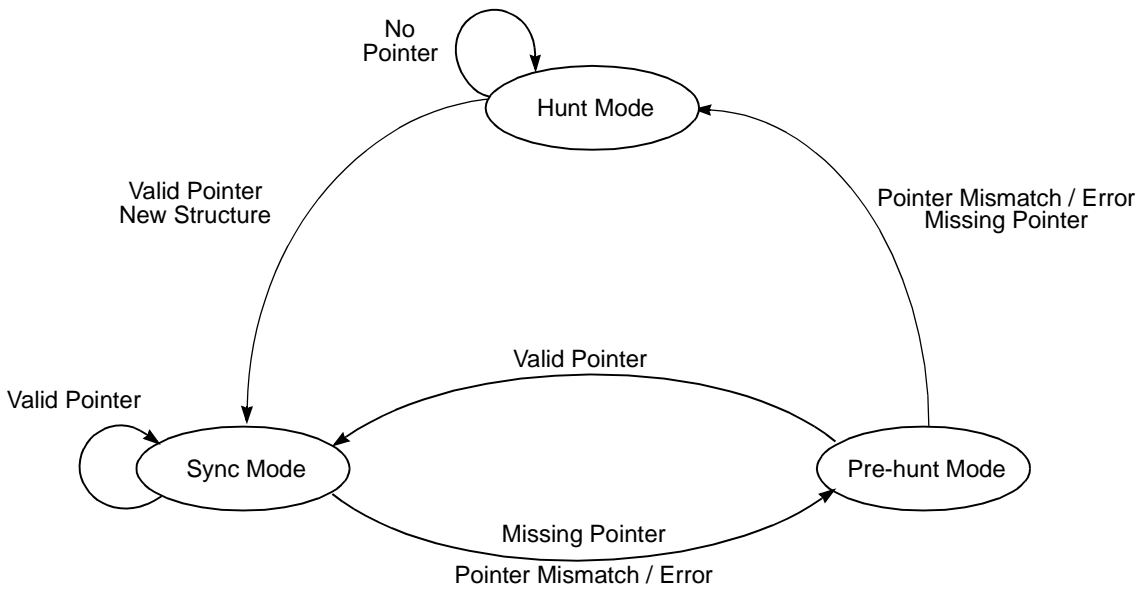 No
Pointer
Hunt Mode
Valid Pointer
New Structure
Pointer Mismatch / Error
Missing Pointer
Valid Pointer
Valid Pointer
Sync Mode
Pre-hunt Mode
Missing Pointer
Pointer Mismatch / Error